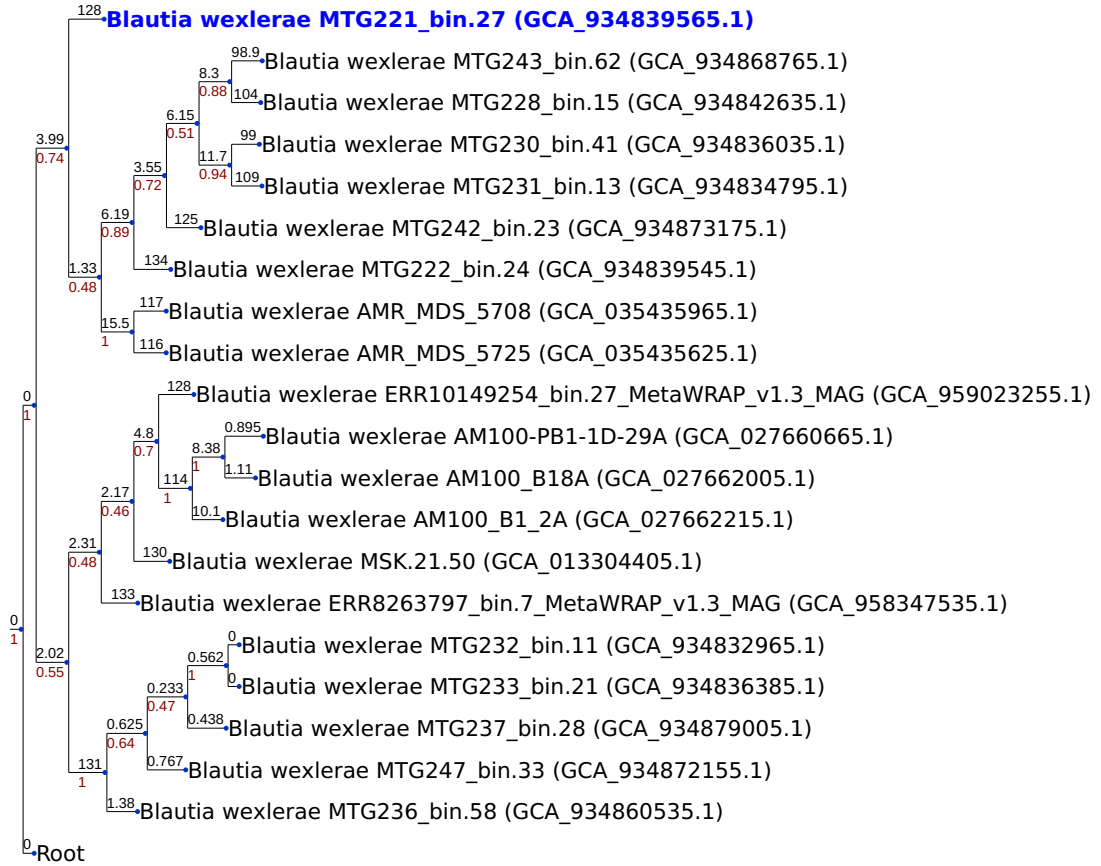 128 Blautia wexlerae MTG221_bin.27 (GCA_934839565.1)
98.9 Blautia wexlerae MTG243_bin.62 (GCA_934868765.1)
8.3
0.88
104 Blautia wexlerae MTG228_bin.15 (GCA_934842635.1)
6.15
0.51
99 Blautia wexlerae MTG230_bin.41 (GCA_934836035.1)
3.99
0.74
11.7
0.94
3.55
0.72
109 Blautia wexlerae MTG231_bin.13 (GCA_934834795.1)
6.19
0.89
125 Blautia wexlerae MTG242_bin.23 (GCA_934873175.1)
134 Blautia wexlerae MTG222_bin.24 (GCA_934839545.1)
1.33
0.48
117 Blautia wexlerae AMR_MDS_5708 (GCA_035435965.1)
15.5
1
116 Blautia wexlerae AMR_MDS_5725 (GCA_035435625.1)
128 Blautia wexlerae ERR10149254_bin.27_MetaWRAP_v1.3_MAG (GCA_959023255.1)
0
1
0.895 Blautia wexlerae AM100-PB1-1D-29A (GCA_027660665.1)
4.8
0.7
8.38
1
1.11 Blautia wexlerae AM100_B18A (GCA_027662005.1)
114
1
2.17
0.46
10.1 Blautia wexlerae AM100_B1_2A (GCA_027662215.1)
2.31
0.48
130 Blautia wexlerae MSK.21.50 (GCA_013304405.1)
133 Blautia wexlerae ERR8263797_bin.7_MetaWRAP_v1.3_MAG (GCA_958347535.1)
0
1
0 Blautia wexlerae MTG232_bin.11 (GCA_934832965.1)
2.02
0.55
0.562
1
0 Blautia wexlerae MTG233_bin.21 (GCA_934836385.1)
0.233
0.47
0.438 Blautia wexlerae MTG237_bin.28 (GCA_934879005.1)
0.625
0.64
0.767 Blautia wexlerae MTG247_bin.33 (GCA_934872155.1)
131
1
1.38 Blautia wexlerae MTG236_bin.58 (GCA_934860535.1)
0 Root